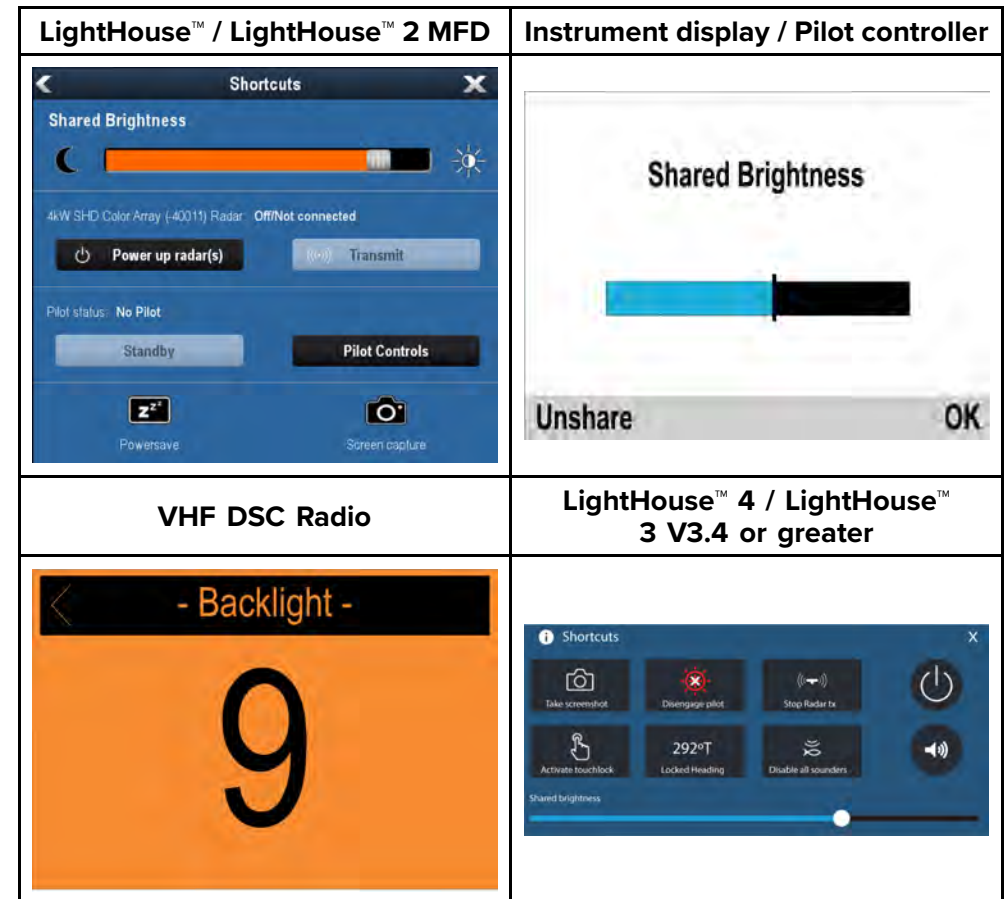 LightHouse™ / LightHouse™ 2 MFD
Instrument display / Pilot controller
Shortcuts
Shared Brightness
4kW SHD Color Array (-40011) Radar: Off/Not connected
Power up radar(s)
Transmit
Pilot status: No Pilot
Standby
Pilot Controls
zzz
Powersave
Screen capture
Shared Brightness
Unshare
OK
VHF DSC Radio
LightHouse™ 4 / LightHouse™
3 V3.4 or greater
- Backlight -
9
i Shortcuts X
Take screenshot
Disengage pilot
Stop Radar tx
Activate touchlock
292ºT
Locked Heading
Disable all sounders
Shared brightness